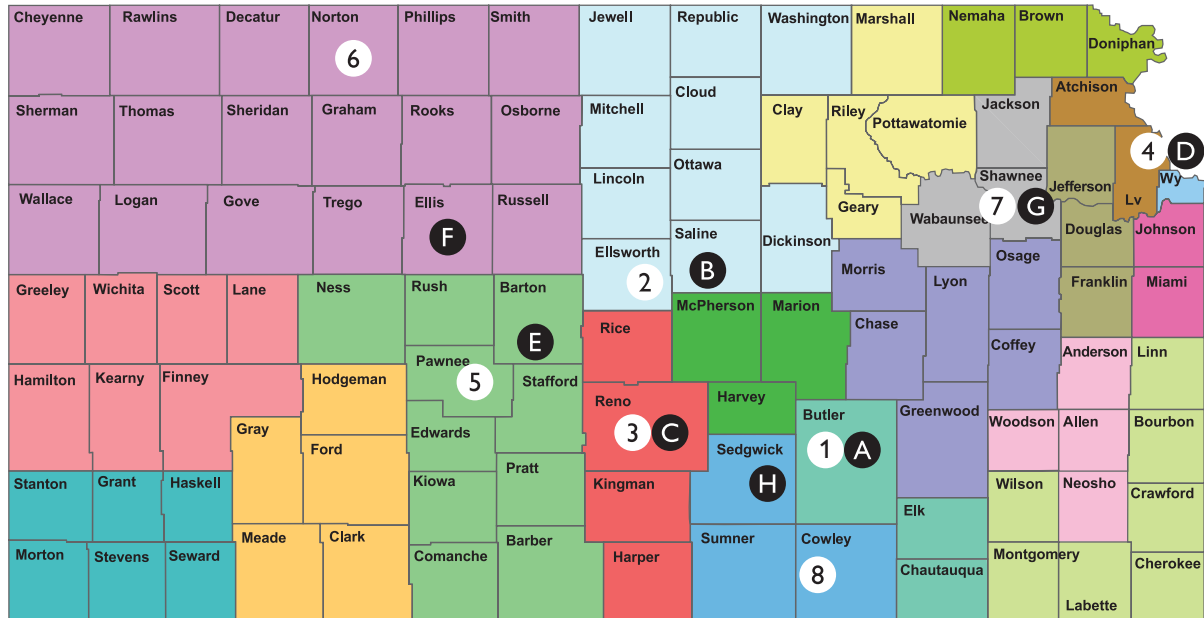 Cheyenne Rawlins Decatur Norton Phillips Smith Jewell Republic Washington Marshall Nemaha Brown
Doniphan
6
Sherman Thomas Sheridan Graham Rooks Osborne Mitchell Cloud Clay Riley Pottawatomie Jackson Atchison
4 D
Wallace Logan Gove Trego Ellis Russell Lincoln Ottawa Geary Wabaunsee Shawnee Jefferson Lv Wy
F 7 G
Ellsworth Saline Dickinson Morris Lyon Osage Douglas Johnson
2 B
Greeley Wichita Scott Lane Ness Rush Barton Rice McPherson Marion Chase Coffey Franklin Miami
E
Hamilton Kearny Finney Hodgeman Pawnee Stafford Reno Harvey Butler Greenwood Anderson Linn
5
3 C 1 A
Gray Ford Edwards Sedgwick Woodson Allen Bourbon
H
Stanton Grant Haskell Kiowa Pratt Kingman Elk Wilson Neosho Crawford
Morton Stevens Seward Meade Clark Comanche Barber Harper Sumner Cowley Chautauqua Montgomery Cherokee
8
Labette